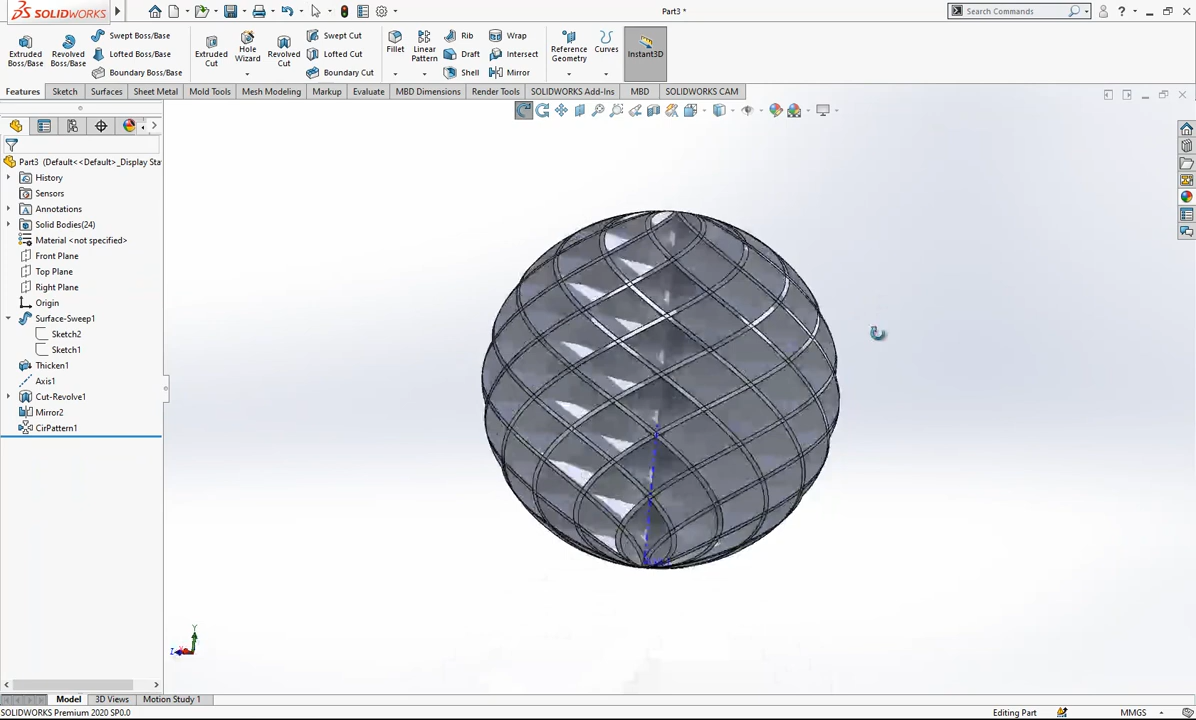 SOLIDWORKS
Part3 *
Search Commands
Extruded Boss/Base
Revolved Boss/Base
Swept Boss/Base
Lofted Boss/Base
Boundary Boss/Base
Extruded Cut
Hole Wizard
Revolved Cut
Swept Cut
Lofted Cut
Boundary Cut
Fillet
Linear Pattern
Rib
Draft
Shell
Wrap
Intersect
Mirror
Reference Geometry
Curves
Instant3D
Features
Sketch
Surfaces
Sheet Metal
Mold Tools
Mesh Modeling
Markup
Evaluate
MBD Dimensions
Render Tools
SOLIDWORKS Add-Ins
MBD
SOLIDWORKS CAM
Part3 (Default<<Default>_Display Sta
History
Sensors
Annotations
Solid Bodies(24)
Material <not specified>
Front Plane
Top Plane
Right Plane
Origin
Surface-Sweep1
Sketch2
Sketch1
Thicken1
Axis1
Cut-Revolve1
Mirror2
CirPattern1
Y
Z
Model
3D Views
Motion Study 1
SOLIDWORKS Premium 2020 SP0.0
Editing Part
MMGS